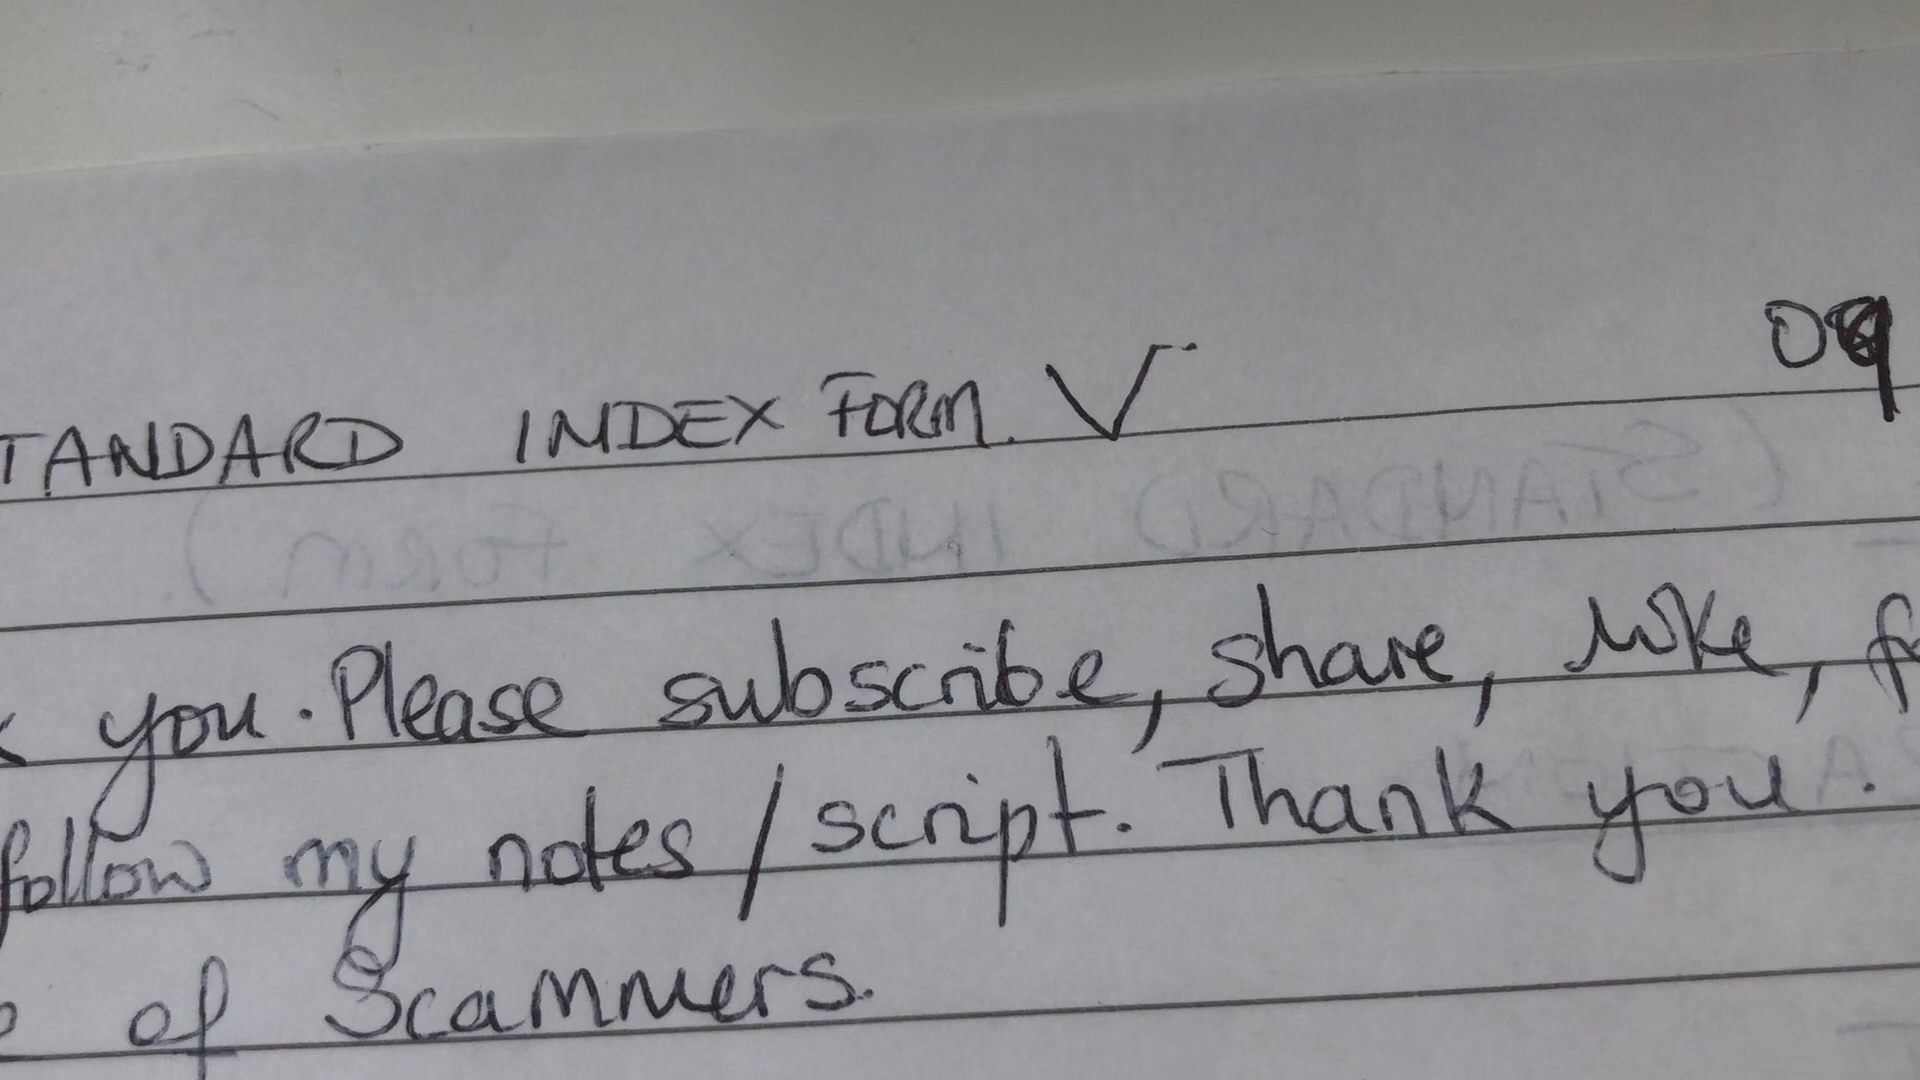 TANDARD INDEX FORM. √ 09
(STANDARD INDEX FORM)
you. Please subscribe, share, like, fo
follow my notes/script. Thank you.
of Scammers.